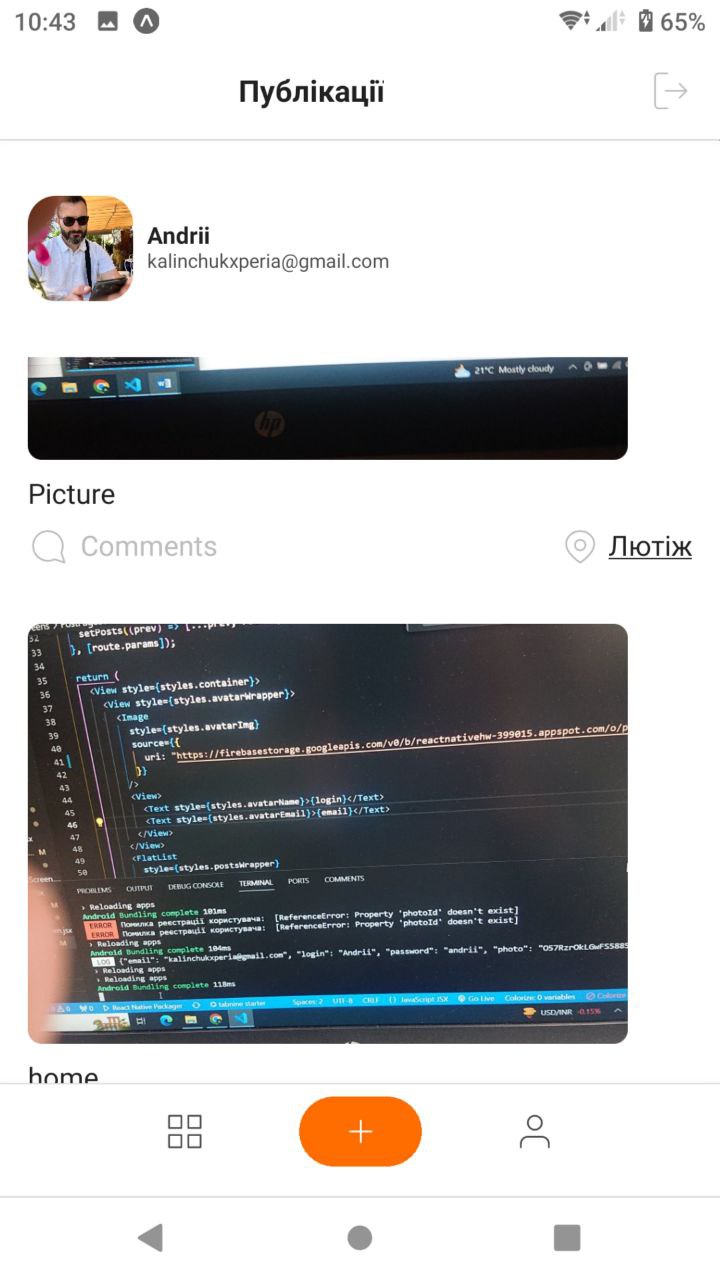 10:43
65%
Публікації
Andrii
kalinchukxperia@gmail.com
21°C Mostly cloudy
hp
Picture
Comments
Лютіж
32 setPosts((prev) => [...prev,
33 }, [route.params]);
34
35 return (
36 <View style={styles.container}>
37 <View style={styles.avatarWrapper}>
38 <Image
39 style={styles.avatarImg}
40 source={{
41 uri: "https://firebasestorage.googleapis.com/v0/b/reactnativehw-399015.appspot.com/o/p
42 }}
43 />
44 <View>
45 <Text style={styles.avatarName}>{login}</Text>
46 <Text style={styles.avatarEmail}>{email}</Text>
47 </View>
48 </View>
49 <FlatList
50 style={styles.postsWrapper}
Screen...
PROBLEMS OUTPUT DEBUG CONSOLE TERMINAL PORTS COMMENTS
› Reloading apps
Android Bundling complete 101ms
ERROR Помилка реєстрації користувача: [ReferenceError: Property 'photoId' doesn't exist]
ERROR Помилка реєстрації користувача: [ReferenceError: Property 'photoId' doesn't exist]
› Reloading apps
Android Bundling complete 104ms
LOG {"email": "kalinchukxperia@gmail.com", "login": "Andrii", "password": "andrii", "photo":
› Reloading apps
› Reloading apps
Android Bundling complete 118ms
0 React Native Packager tabnine starter Spaces: 2 UTF-8 CRLF {} JavaScript JSX Go Live Colorize: 0 variables Colorize
USD/INR -0.15%
home